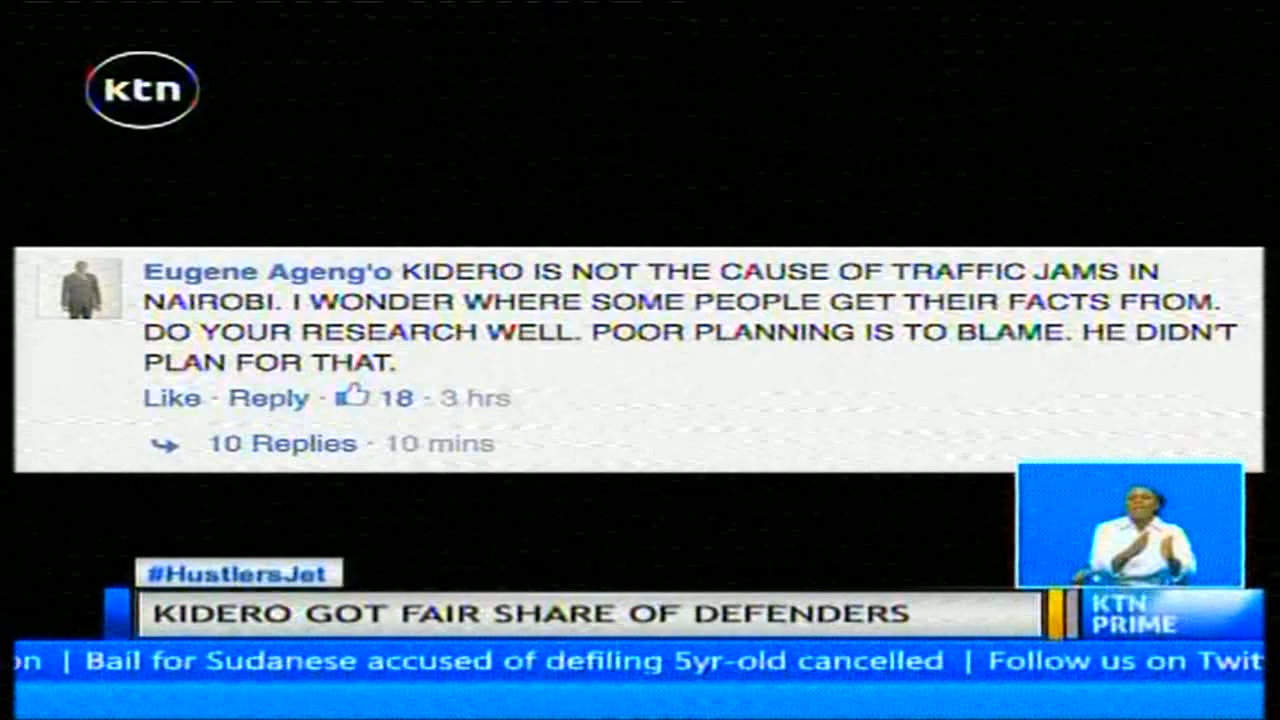 ktn
Eugene Ageng'o KIDERO IS NOT THE CAUSE OF TRAFFIC JAMS IN
NAIROBI. I WONDER WHERE SOME PEOPLE GET THEIR FACTS FROM.
DO YOUR RESEARCH WELL. POOR PLANNING IS TO BLAME. HE DIDN'T
PLAN FOR THAT.
Like · Reply · 18 · 3 hrs
10 Replies · 10 mins
#HustlersJet
KIDERO GOT FAIR SHARE OF DEFENDERS
KTN
PRIME
on | Bail for Sudanese accused of defiling 5yr-old cancelled | Follow us on Twit